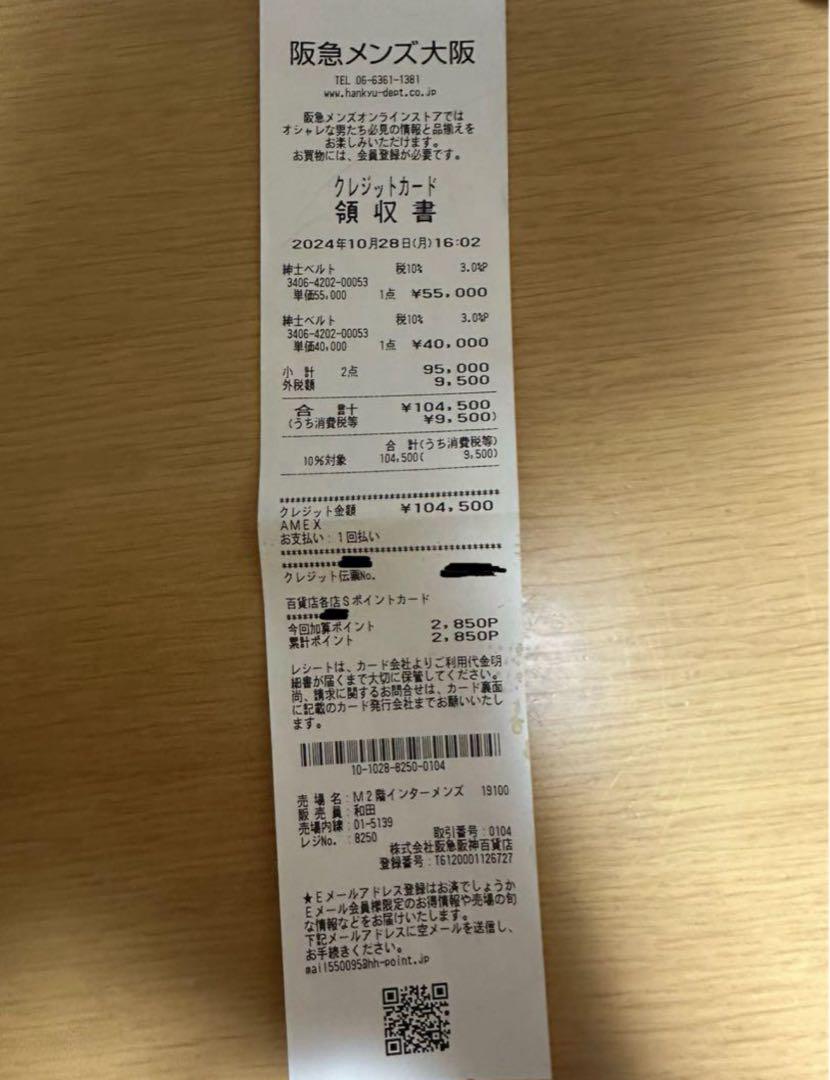 阪急メンズ大阪
TEL 06-6361-1381
www.hankyu-dept.co.jp
阪急メンズオンラインストアでは
オシャレな男たち必見の情報と品揃えを
お楽しみいただけます。
お買物には、会員登録が必要です。
クレジットカード
領収書
2024年10月28日(月)16:02
紳士ベルト 税10% 3.0%P
3406-4202-00053
単価55,000 1点 ¥55,000
紳士ベルト 税10% 3.0%P
3406-4202-00053
単価40,000 1点 ¥40,000
小計 2点 95,000
外税額 9,500
合計 ¥104,500
(うち消費税等 ¥9,500)
合計(うち消費税等)
10%対象 104,500( 9,500)
クレジット金額 ¥104,500
AMEX
お支払い:1回払い
クレジット伝票No.
百貨店各店Sポイントカード
今回加算ポイント 2,850P
累計ポイント 2,850P
レシートは、カード会社よりご利用代金明
細書が届くまで大切に保管してください。
尚、請求に関するお問合せは、カード裏面
に記載のカード発行会社までお願いいたし
ます。
10-1028-8250-0104
売場名:M2階インターメンズ 19100
販売員:和田
売場内線:01-5139
レジNo.:8250 取引番号:0104
株式会社阪急阪神百貨店
登録番号:T6120001126727
★Eメールアドレス登録はお済でしょうか
Eメール会員様限定のお得情報や売場の旬
な情報などをお届けいたします。
下記メールアドレスに空メールを送信し、
お手続きください。
mail550095@hh-point.jp